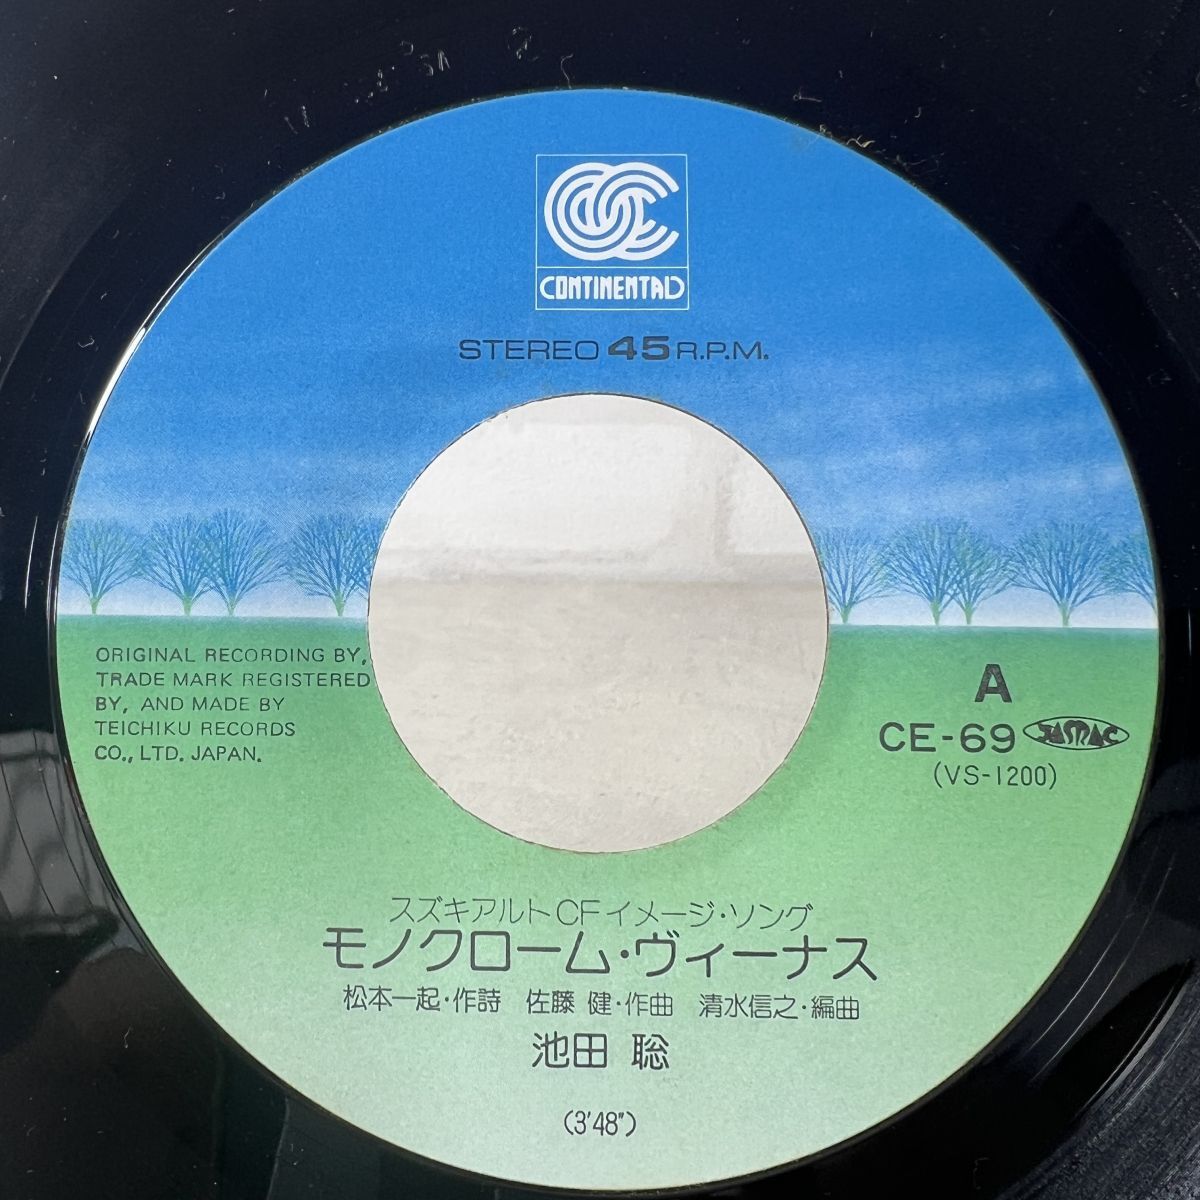 CONTINENTAL
STEREO 45 R.P.M.
ORIGINAL RECORDING BY,
TRADE MARK REGISTERED
BY, AND MADE BY
TEICHIKU RECORDS
CO., LTD. JAPAN.
A
CE-69 JASRAC
(VS-1200)
スズキアルトCFイメージ・ソング
モノクローム・ヴィーナス
松本一起・作詩 佐藤 健・作曲 清水信之・編曲
池田 聡
(3'48")